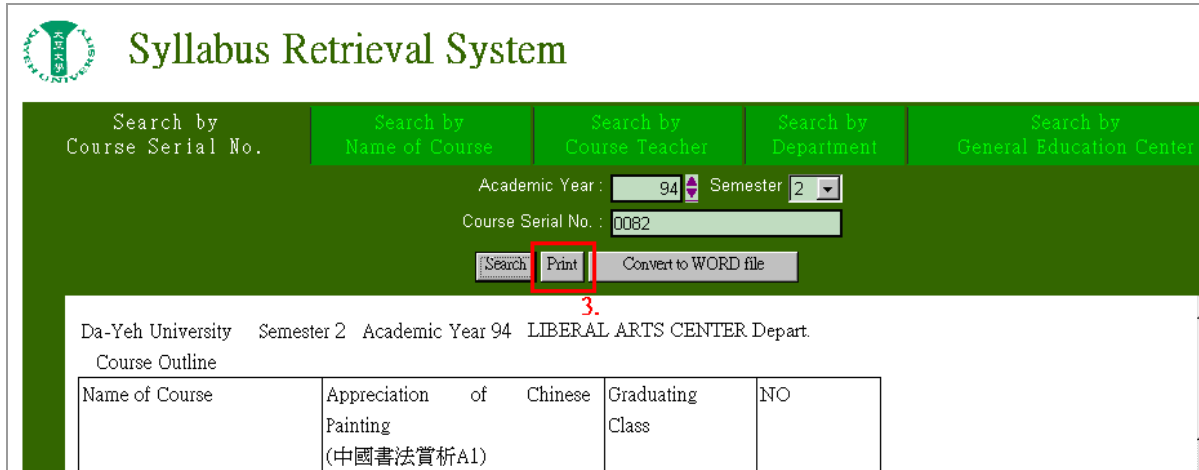 Syllabus Retrieval System
Search by Search by Search by Search by Search by
Course Serial No. Name of Course Course Teacher Department General Education Center
Academic Year : 94 Semester 2
Course Serial No. : 0082
Search Print Convert to WORD file
3.
Da-Yeh University Semester 2 Academic Year 94 LIBERAL ARTS CENTER Depart.
Course Outline
Name of Course Appreciation of Chinese Graduating NO
Painting Class
(中國書法賞析A1)